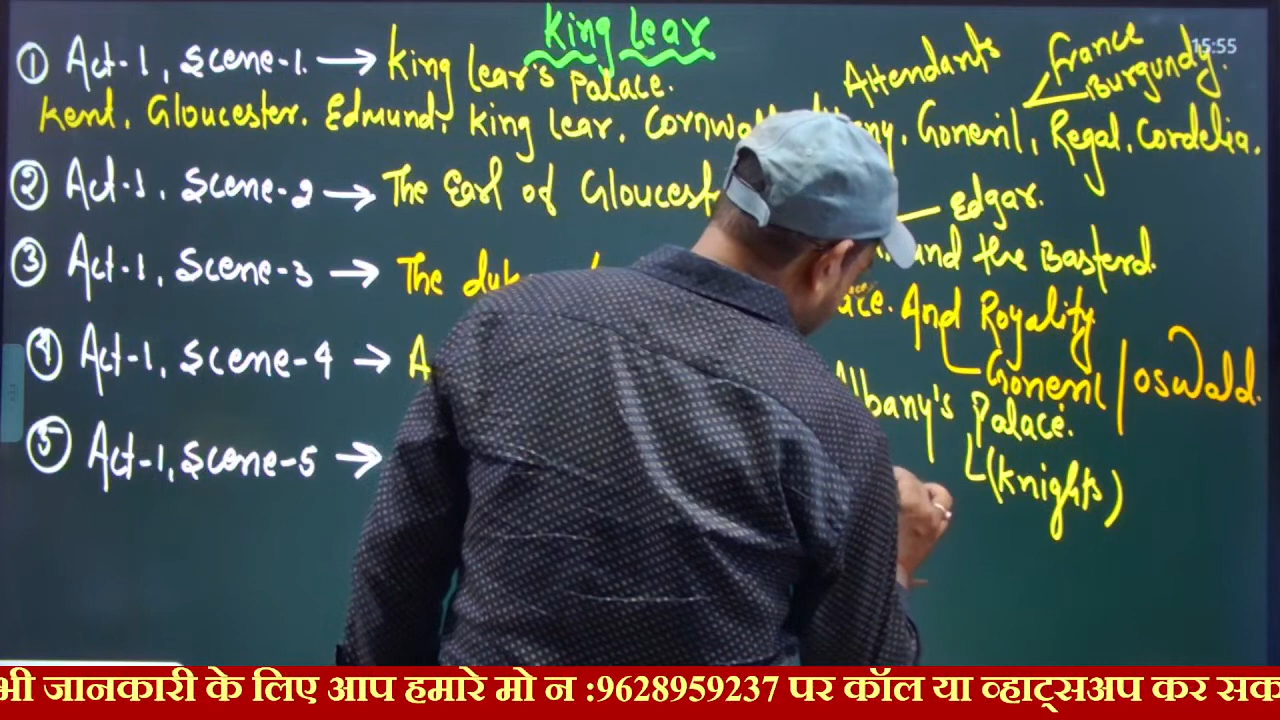 King Lear
15:55
① Act-1, Scene-1. → King Lear's Palace.
Attendants
France
Burgundy.
Kent, Gloucester, Edmund, King Lear, Cornwall, Goneril, Regal, Cordelia.
② Act-1, Scene-2 → The Earl of
Edgar.
and the Basterd.
③ Act-1, Scene-3 → The
And Royality
Goneril / Oswald.
④ Act-1, Scene-4 →
Albany's Palace.
(Knights)
⑤ Act-1, Scene-5 →
भी जानकारी के लिए आप हमारे मो न :9628959237 पर कॉल या व्हाट्सअप कर सक